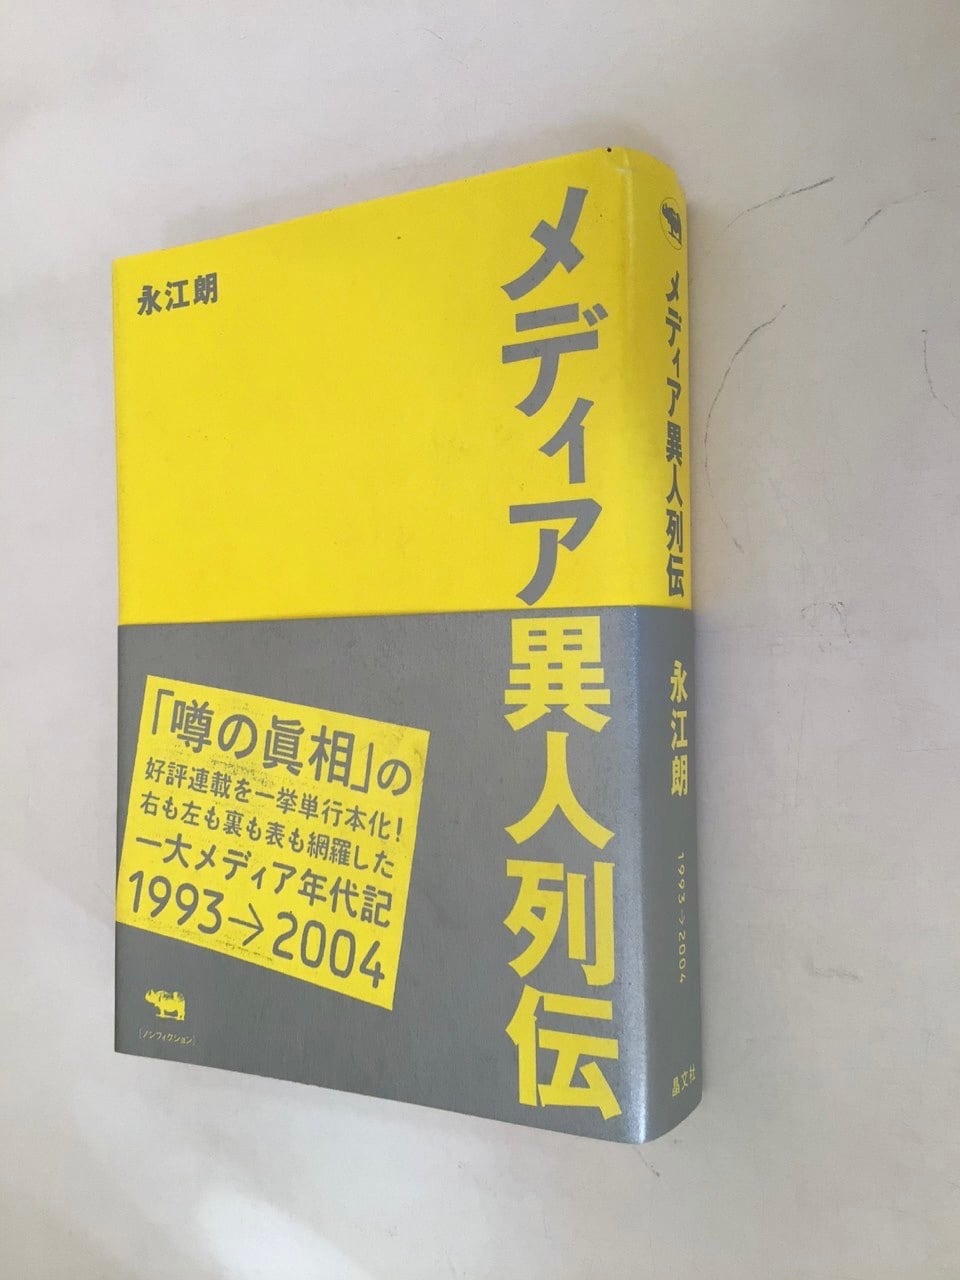 永江朗
メディア異人列伝
「噂の眞相」の
好評連載を一挙単行本化!
右も左も裏も表も網羅した
一大メディア年代記
1993→2004
[ノンフィクション]
メディア異人列伝
永江朗
1993→2004
晶文社